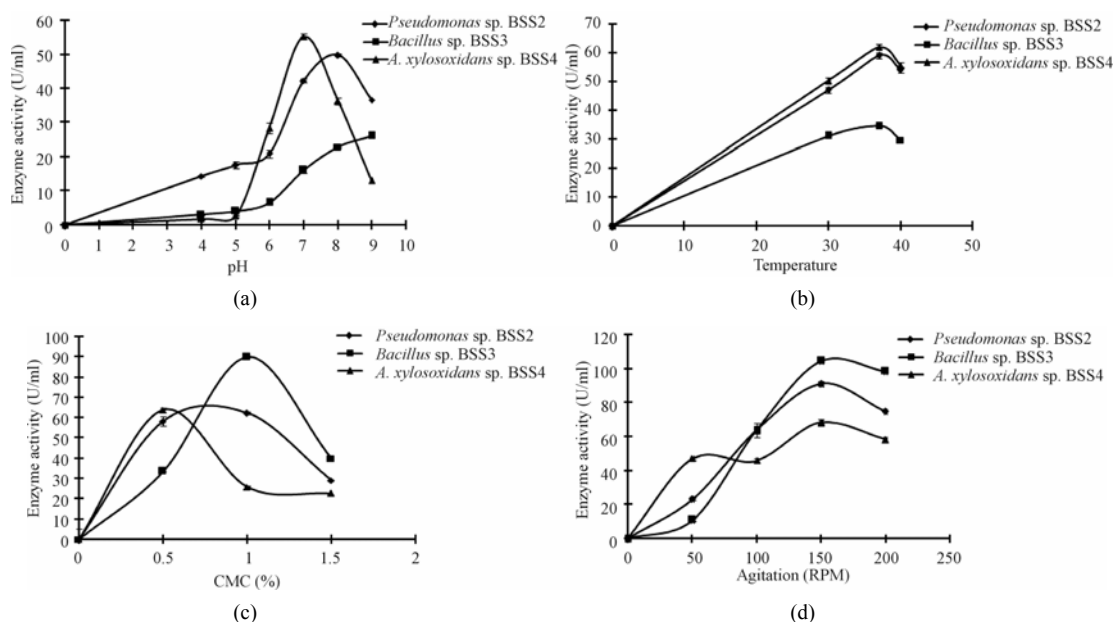 60
50
40
30
20
10
0
Enzyme activity (U/ml)
0 1 2 3 4 5 6 7 8 9 10
pH
Pseudomonas sp. BSS2
Bacillus sp. BSS3
A. xylosoxidans sp. BSS4
(a)
70
60
50
40
30
20
10
0
Enzyme activity (U/ml)
0 10 20 30 40 50
Temperature
Pseudomonas sp. BSS2
Bacillus sp. BSS3
A. xylosoxidans sp. BSS4
(b)
100
90
80
70
60
50
40
30
20
10
0
Enzyme activity (U/ml)
0 0.5 1 1.5 2
CMC (%)
Pseudomonas sp. BSS2
Bacillus sp. BSS3
A. xylosoxidans sp. BSS4
(c)
120
100
80
60
40
20
0
Enzyme activity (U/ml)
0 50 100 150 200 250
Agitation (RPM)
Pseudomonas sp. BSS2
Bacillus sp. BSS3
A. xylosoxidans sp. BSS4
(d)